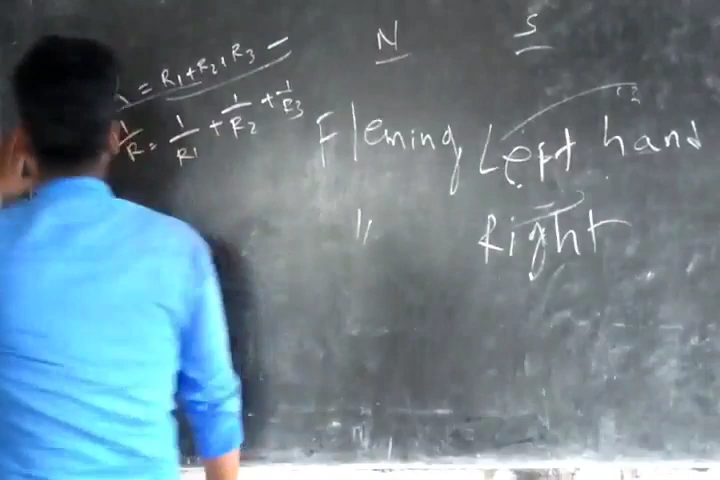 N S
= R1 + R2 + R3
1/R = 1/R1 + 1/R2 + 1/R3
Fleming Left hand
" Right